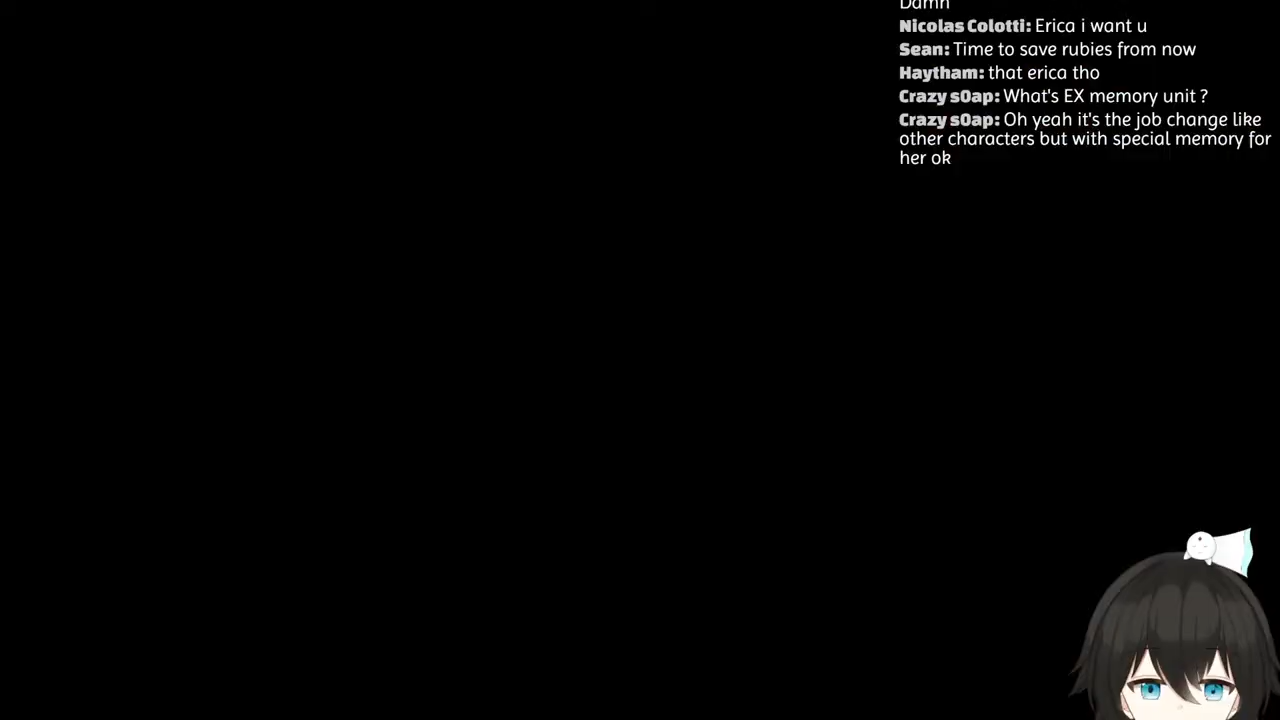 Damn
Nicolas Colotti: Erica i want u
Sean: Time to save rubies from now
Haytham: that erica tho
Crazy s0ap: What's EX memory unit ?
Crazy s0ap: Oh yeah it's the job change like
other characters but with special memory for
her ok